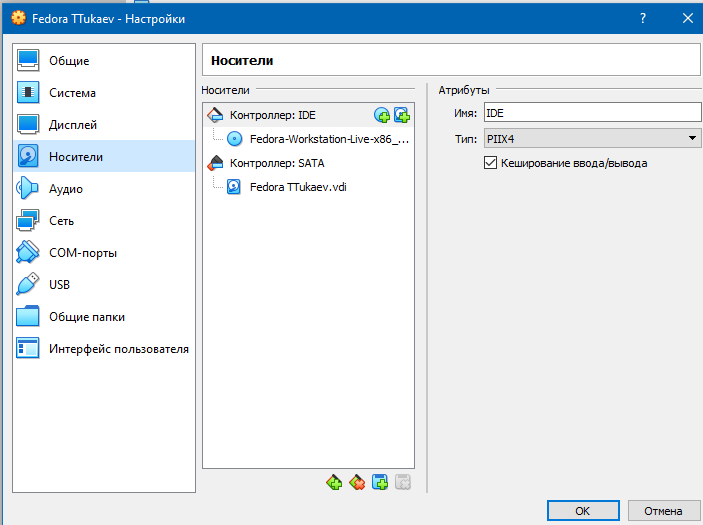 Fedora TTukaev - Настройки
?
Общие
Система
Дисплей
Носители
Аудио
Сеть
COM-порты
USB
Общие папки
Интерфейс пользователя
Носители
Носители
Контроллер: IDE
Fedora-Workstation-Live-x86_...
Контроллер: SATA
Fedora TTukaev.vdi
Атрибуты
Имя: IDE
Тип: PIIX4
Кеширование ввода/вывода
OK
Отмена